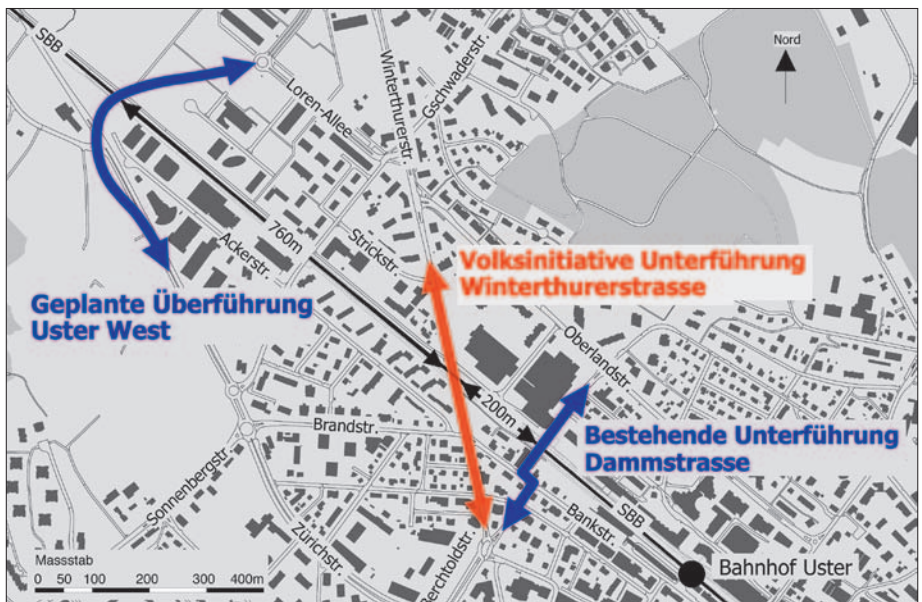 SBB
Nord
Loren-Allee
Winterthurerstr.
Gschwaderstr.
760m
Ackerstr.
Strickstr.
Volksinitiative Unterführung
Winterthurerstrasse
Geplante Überführung
Uster West
Oberlandstr.
200m
Brandstr.
Bestehende Unterführung
Dammstrasse
Sonnenbergstr.
Zürichstr.
Bankstr.
SBB
Berchtoldstr.
Bahnhof Uster
Massstab
0 50 100 200 300 400m